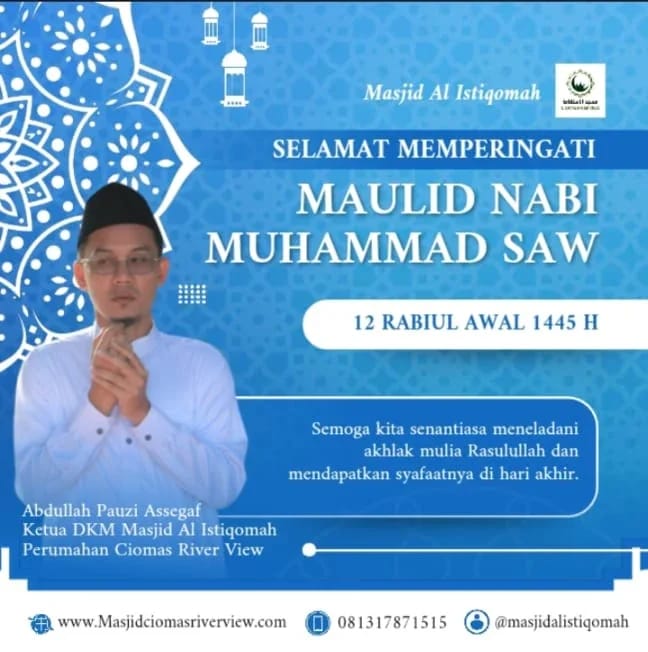 Masjid Al Istiqomah
SELAMAT MEMPERINGATI
MAULID NABI
MUHAMMAD SAW
12 RABIUL AWAL 1445 H
Semoga kita senantiasa meneladani
akhlak mulia Rasulullah dan
mendapatkan syafaatnya di hari akhir.
Abdullah Pauzi Assegaf
Ketua DKM Masjid Al Istiqomah
Perumahan Ciomas River View
www.Masjidciomasriverview.com
081317871515
@masjidalistiqomah